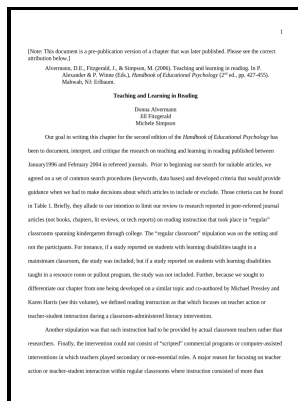 1
[Note: This document is a pre-publication version of a chapter that was later published. Please see the correct
attribution below.]
Alvermann, D.E., Fitzgerald, J., & Simpson, M. (2006). Teaching and learning in reading. In P.
Alexander & P. Winne (Eds.), Handbook of Educational Psychology (2nd ed., pp. 427-455).
Mahwah, NJ: Erlbaum.
Teaching and Learning in Reading
Donna Alvermann
Jill Fitzgerald
Michele Simpson
Our goal in writing this chapter for the second edition of the Handbook of Educational Psychology has
been to document, interpret, and critique the research on teaching and learning in reading published between
January1996 and February 2004 in refereed journals. Prior to beginning our search for suitable articles, we
agreed on a set of common search procedures (keywords, data bases) and developed criteria that would provide
guidance when we had to make decisions about which articles to include or exclude. Those criteria can be found
in Table 1. Briefly, they allude to our intention to limit our review to research reported in peer-refereed journal
articles (not books, chapters, lit reviews, or tech reports) on reading instruction that took place in "regular"
classrooms spanning kindergarten through college. The "regular classroom" stipulation was on the setting and
not the participants. For instance, if a study reported on students with learning disabilities taught in a
mainstream classroom, the study was included; but if a study reported on students with learning disabilities
taught in a resource room or pullout program, the study was not included. Further, because we sought to
differentiate our chapter from one being developed on a similar topic and co-authored by Michael Pressley and
Karen Harris (see this volume), we defined reading instruction as that which focuses on teacher action or
teacher-student interaction during a classroom-administered literacy intervention.
Another stipulation was that such instruction had to be provided by actual classroom teachers rather than
researchers. Finally, the intervention could not consist of "scripted" commercial programs or computer-assisted
interventions in which teachers played secondary or non-essential roles. A major reason for focusing on teacher
action or teacher-student interaction within regular classrooms where instruction consisted of more than